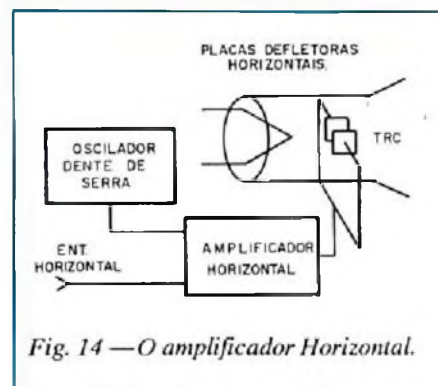 PLACAS DEFLETORAS
HORIZONTAIS.
TRC
OSCILADOR
DENTE DE
SERRA
ENT.
HORIZONTAL
AMPLIFICADOR
HORIZONTAL
Fig. 14 — O amplificador Horizontal.